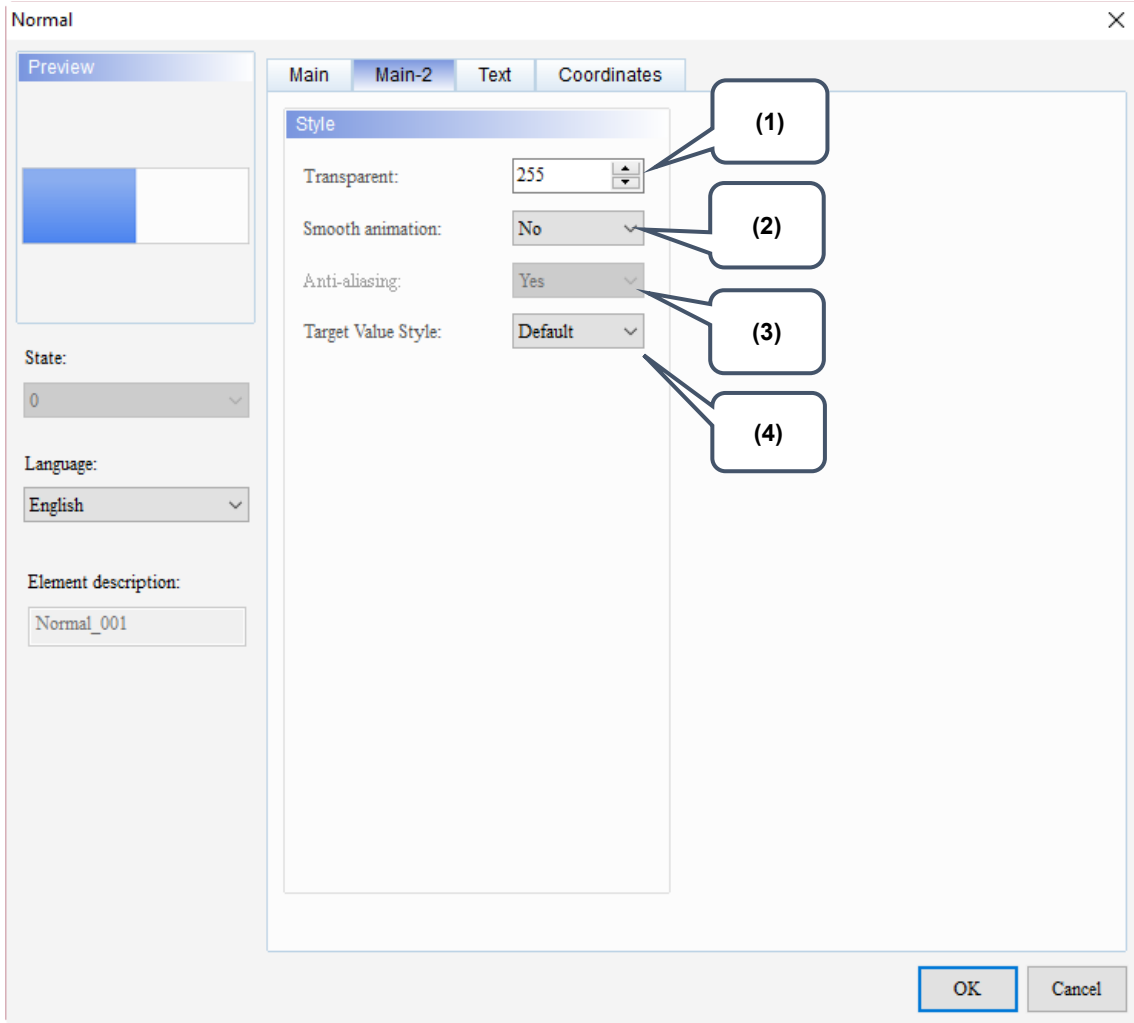 Normal
Preview
Main Main-2 Text Coordinates
Style
(1)
Transparent: 255
Smooth animation: No
(2)
Anti-aliasing: Yes
(3)
Target Value Style: Default
(4)
State:
0
Language:
English
Element description:
Normal_001
OK Cancel